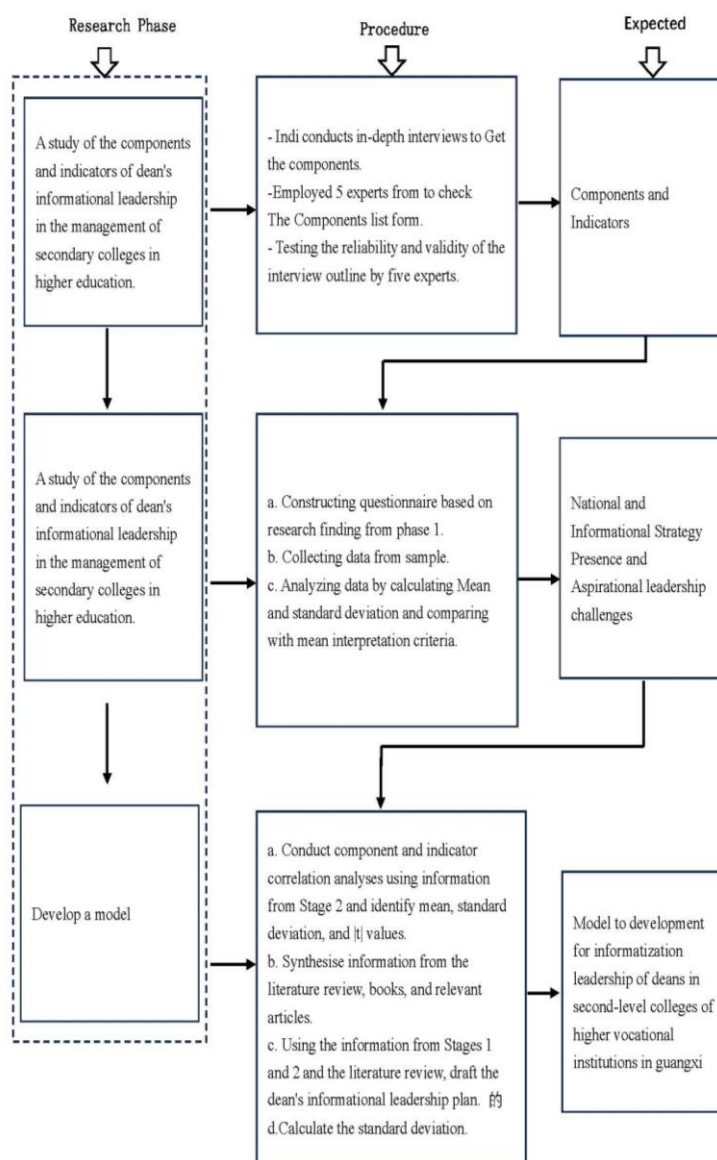 Research Phase
Procedure
Expected
A study of the components
and indicators of dean's
informational leadership
in the management of
secondary colleges in
higher education.
- Indi conducts in-depth interviews to Get
the components.
-Employed 5 experts from to check
The Components list form.
- Testing the reliability and validity of the
interview outline by five experts.
Components and
Indicators
A study of the components
and indicators of dean's
informational leadership
in the management of
secondary colleges in
higher education.
a. Constructing questionnaire based on
research finding from phase 1.
b. Collecting data from sample.
c. Analyzing data by calculating Mean
and standard deviation and comparing
with mean interpretation criteria.
National and
Informational Strategy
Presence and
Aspirational leadership
challenges
Develop a model
a. Conduct component and indicator
correlation analyses using information
from Stage 2 and identify mean, standard
deviation, and |t| values.
b. Synthesise information from the
literature review, books, and relevant
articles.
c. Using the information from Stages 1
and 2 and the literature review, draft the
dean's informational leadership plan. 的
d.Calculate the standard deviation.
Model to development
for informatization
leadership of deans in
second-level colleges of
higher vocational
institutions in guangxi